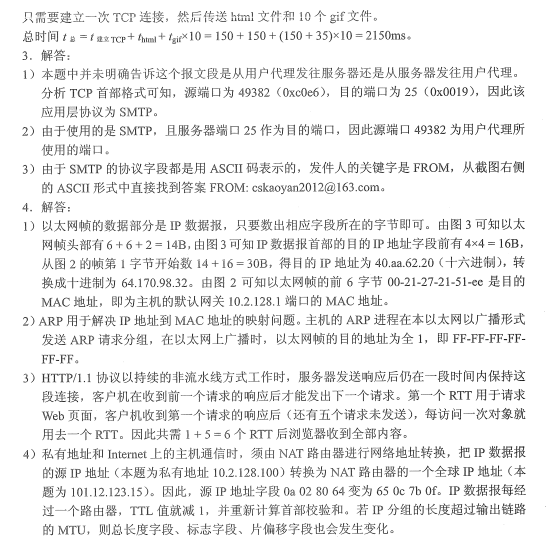 只需要建立一次 TCP 连接，然后传送 html 文件和 10 个 gif 文件。
总时间 t总 = t建立TCP + thtml + tgif×10 = 150 + 150 + (150 + 35)×10 = 2150ms。
3．解答：
1）本题中并未明确告诉这个报文段是从用户代理发往服务器还是从服务器发往用户代理。
分析 TCP 首部格式可知，源端口为 49382（0xc0e6），目的端口为 25（0x0019），因此该
应用层协议为 SMTP。
2）由于使用的是 SMTP，且服务器端口 25 作为目的端口，因此源端口 49382 为用户代理所
使用的端口。
3）由于 SMTP 的协议字段都是用 ASCII 码表示的，发件人的关键字是 FROM，从截图右侧
的 ASCII 形式中直接找到答案 FROM: cskaoyan2012@163.com。
4．解答：
1）以太网帧的数据部分是 IP 数据报，只要数出相应字段所在的字节即可。由图 3 可知以太
网帧头部有 6 + 6 + 2 = 14B，由图 3 可知 IP 数据报首部的目的 IP 地址字段前有 4×4 = 16B，
从图 2 的帧第 1 字节开始数 14 + 16 = 30B，得目的 IP 地址为 40.aa.62.20（十六进制），转
换成十进制为 64.170.98.32。由图 2 可知以太网帧的前 6 字节 00-21-27-21-51-ee 是目的
MAC 地址，即为主机的默认网关 10.2.128.1 端口的 MAC 地址。
2）ARP 用于解决 IP 地址到 MAC 地址的映射问题。主机的 ARP 进程在本以太网以广播形式
发送 ARP 请求分组，在以太网上广播时，以太网帧的目的地址为全 1，即 FF-FF-FF-FF-
FF-FF。
3）HTTP/1.1 协议以持续的非流水线方式工作时，服务器发送响应后仍在一段时间内保持这
段连接，客户机在收到前一个请求的响应后才能发出下一个请求。第一个 RTT 用于请求
Web 页面，客户机收到第一个请求的响应后（还有五个请求未发送），每访问一次对象就
用去一个 RTT。因此共需 1 + 5 = 6 个 RTT 后浏览器收到全部内容。
4）私有地址和 Internet 上的主机通信时，须由 NAT 路由器进行网络地址转换，把 IP 数据报
的源 IP 地址（本题为私有地址 10.2.128.100）转换为 NAT 路由器的一个全球 IP 地址（本
题为 101.12.123.15）。因此，源 IP 地址字段 0a 02 80 64 变为 65 0c 7b 0f。IP 数据报每经
过一个路由器，TTL 值就减 1，并重新计算首部校验和。若 IP 分组的长度超过输出链路
的 MTU，则总长度字段、标志字段、片偏移字段也会发生变化。